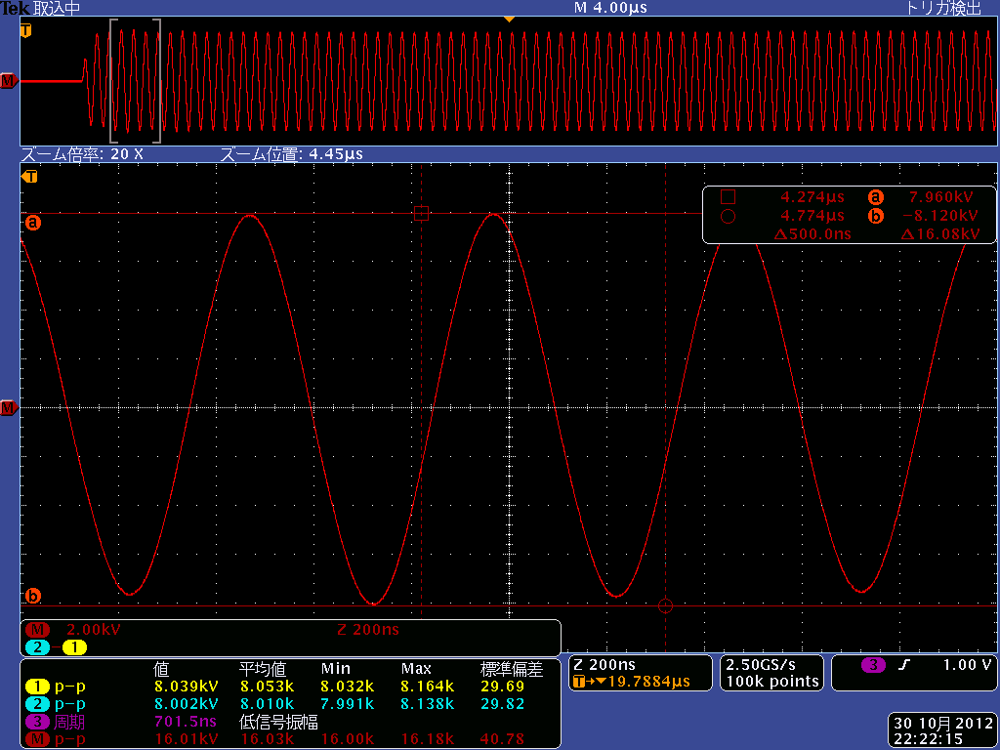 Tek 取込中 M 4.00µs トリガ検出
T
M
ズーム倍率: 20 X ズーム位置: 4.45µs
T
4.274µs a 7.960kV
4.774µs b −8.120kV
Δ500.0ns Δ16.08kV
a
M
b
M 2.00kV Z 200ns
2 - 1
値 平均値 Min Max 標準偏差
1 p−p 8.039kV 8.053k 8.032k 8.164k 29.69
2 p−p 8.002kV 8.010k 7.991k 8.138k 29.82
3 周期 701.5ns 低信号振幅
M p−p 16.01kV 16.03k 16.00k 16.18k 40.78
Z 200ns
T→▼19.7884µs
2.50GS/s
100k points
3 1.00 V
30 10月 2012
22:22:15